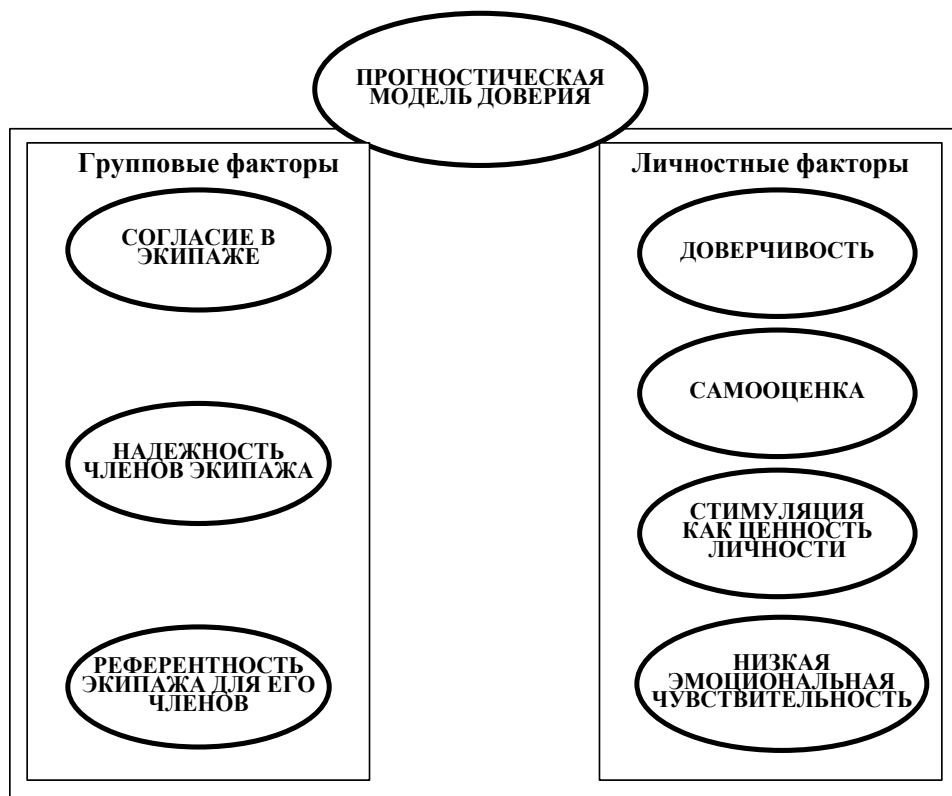 ПРОГНОСТИЧЕСКАЯ
МОДЕЛЬ ДОВЕРИЯ
Групповые факторы
СОГЛАСИЕ В
ЭКИПАЖЕ
НАДЕЖНОСТЬ
ЧЛЕНОВ ЭКИПАЖА
РЕФЕРЕНТНОСТЬ
ЭКИПАЖА ДЛЯ ЕГО
ЧЛЕНОВ
Личностные факторы
ДОВЕРЧИВОСТЬ
САМООЦЕНКА
СТИМУЛЯЦИЯ
КАК ЦЕННОСТЬ
ЛИЧНОСТИ
НИЗКАЯ
ЭМОЦИОНАЛЬНАЯ
ЧУВСТВИТЕЛЬНОСТЬ